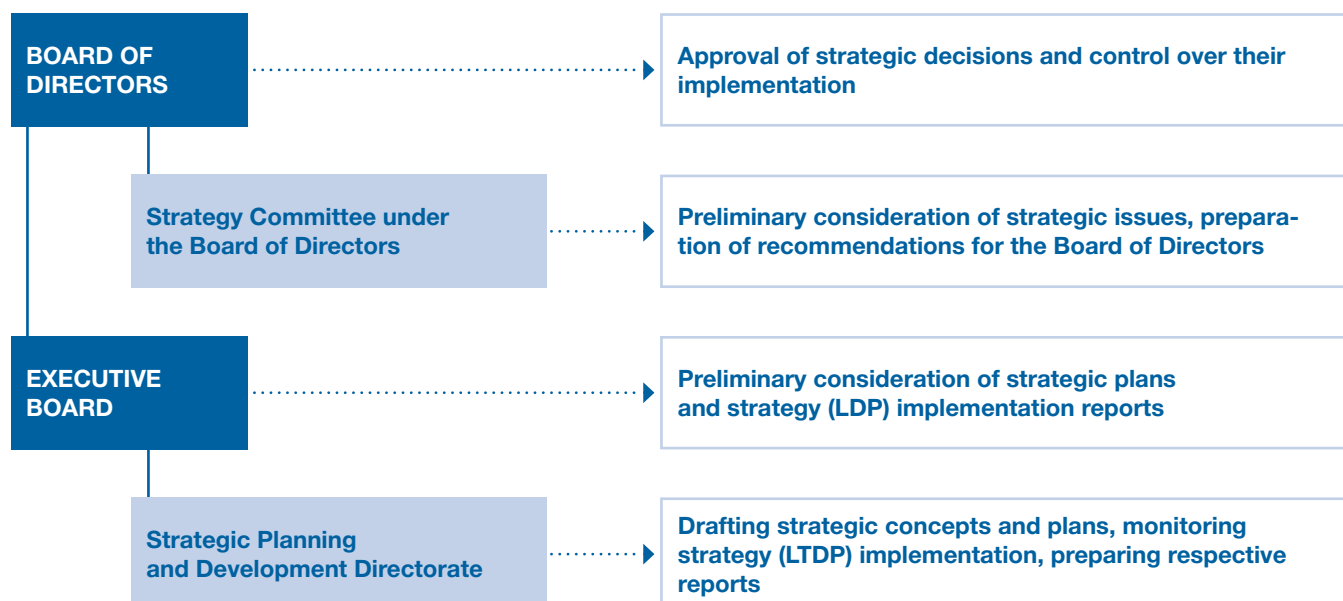 BOARD OF
DIRECTORS
Approval of strategic decisions and control over their
implementation
Strategy Committee under
the Board of Directors
Preliminary consideration of strategic issues, prepara-
tion of recommendations for the Board of Directors
EXECUTIVE
BOARD
Preliminary consideration of strategic plans
and strategy (LDP) implementation reports
Strategic Planning
and Development Directorate
Drafting strategic concepts and plans, monitoring
strategy (LTDP) implementation, preparing respective
reports